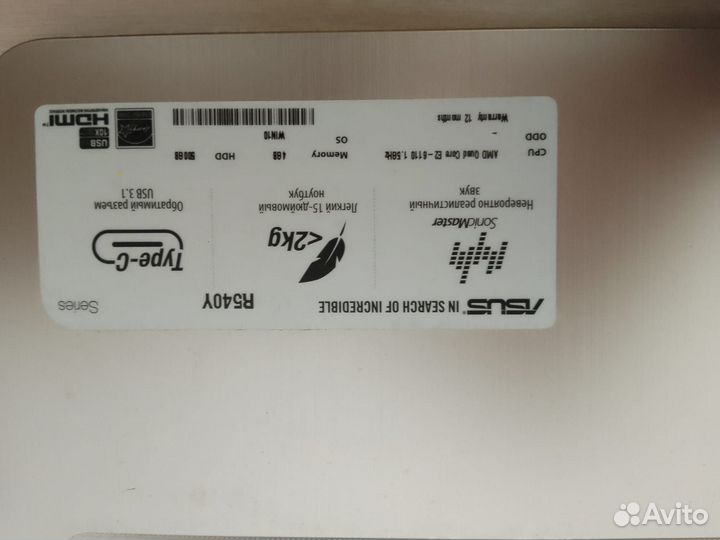 ASUS IN SEARCH OF INCREDIBLE
R540Y
Series
SonicMaster
Невероятно реалистичный
звук
<2kg
Легкий 15-дюймовый
ноутбук
Type-C
Обратимый разъем
USB 3.1
CPU AMD Quad Core E2-6110 1.5GHz
Memory 4GB
HDD 500GB
ODD -
OS WIN10
Warranty 12 months
USB
10X
HDMI™
Avito